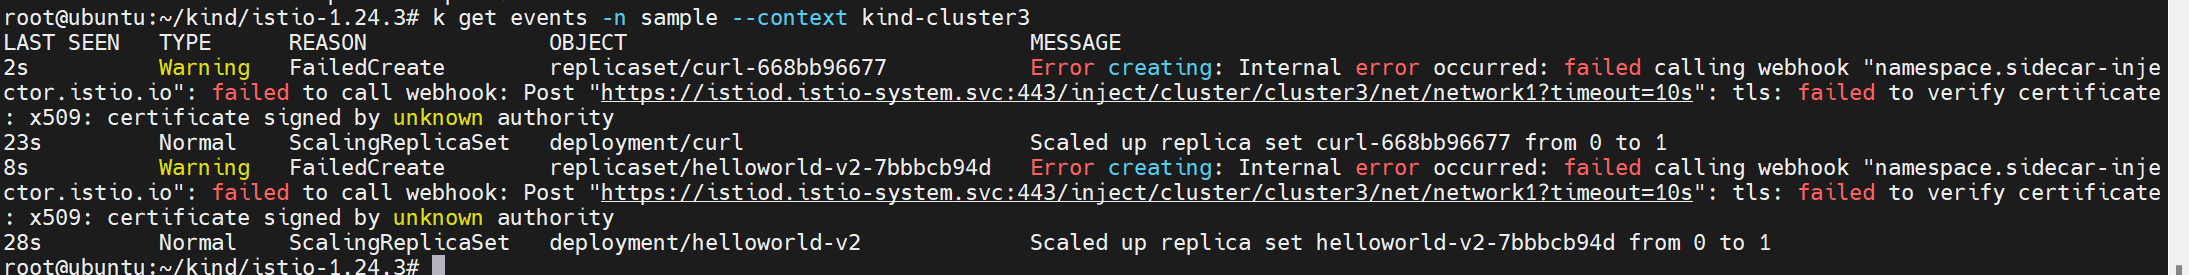 root@ubuntu:~/kind/istio-1.24.3# k get events -n sample --context kind-cluster3
LAST SEEN   TYPE      REASON              OBJECT                               MESSAGE
2s          Warning   FailedCreate        replicaset/curl-668bb96677           Error creating: Internal error occurred: failed calling webhook "namespace.sidecar-inje
ctor.istio.io": failed to call webhook: Post "https://istiod.istio-system.svc:443/inject/cluster/cluster3/net/network1?timeout=10s": tls: failed to verify certificate
: x509: certificate signed by unknown authority
23s         Normal    ScalingReplicaSet   deployment/curl                      Scaled up replica set curl-668bb96677 from 0 to 1
8s          Warning   FailedCreate        replicaset/helloworld-v2-7bbbcb94d   Error creating: Internal error occurred: failed calling webhook "namespace.sidecar-inje
ctor.istio.io": failed to call webhook: Post "https://istiod.istio-system.svc:443/inject/cluster/cluster3/net/network1?timeout=10s": tls: failed to verify certificate
: x509: certificate signed by unknown authority
28s         Normal    ScalingReplicaSet   deployment/helloworld-v2             Scaled up replica set helloworld-v2-7bbbcb94d from 0 to 1
root@ubuntu:~/kind/istio-1.24.3#